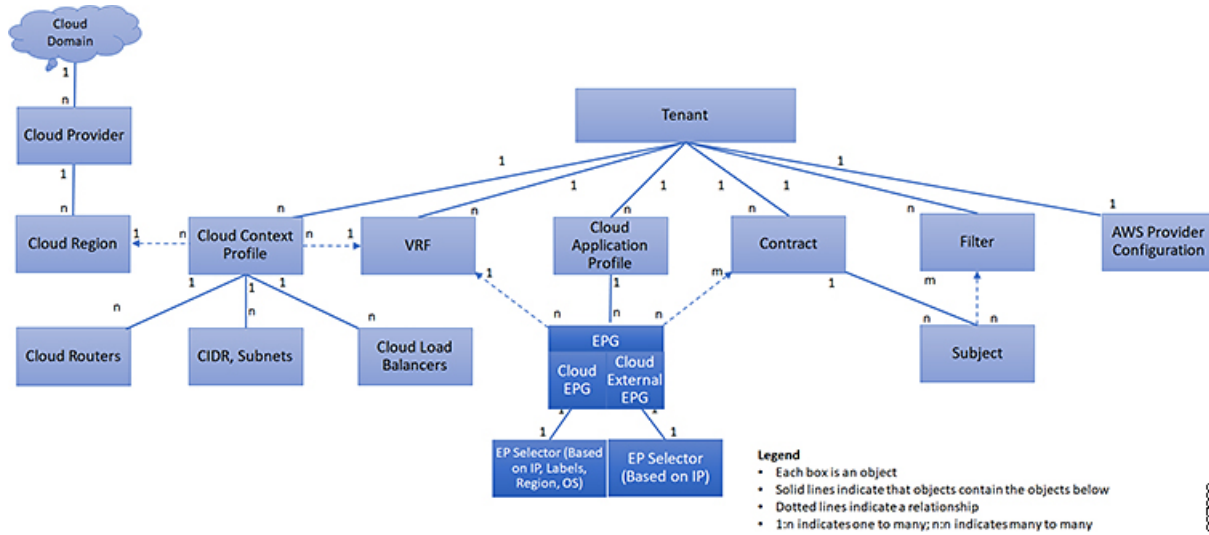 Cloud
Domain
1
n
Cloud Provider
Tenant
1
n
1
1
1
1
1
1
n
n
n
n
n
1
Cloud Region
1
n
Cloud Context
Profile
n
1
VRF
Cloud
Application
Profile
Contract
Filter
AWS Provider
Configuration
1
1
1
1
1
m
1
m
n
n
n
n
n
n
n
n
Cloud Routers
CIDR, Subnets
Cloud Load
Balancers
EPG
Cloud
EPG
Cloud
External
EPG
Subject
1
1
1
1
EP Selector (Based
on IP, Labels,
Region, OS)
EP Selector
(Based on IP)
Legend
• Each box is an object
• Solid lines indicate that objects contain the objects below
• Dotted lines indicate a relationship
• 1:n indicates one to many; n:n indicates many to many